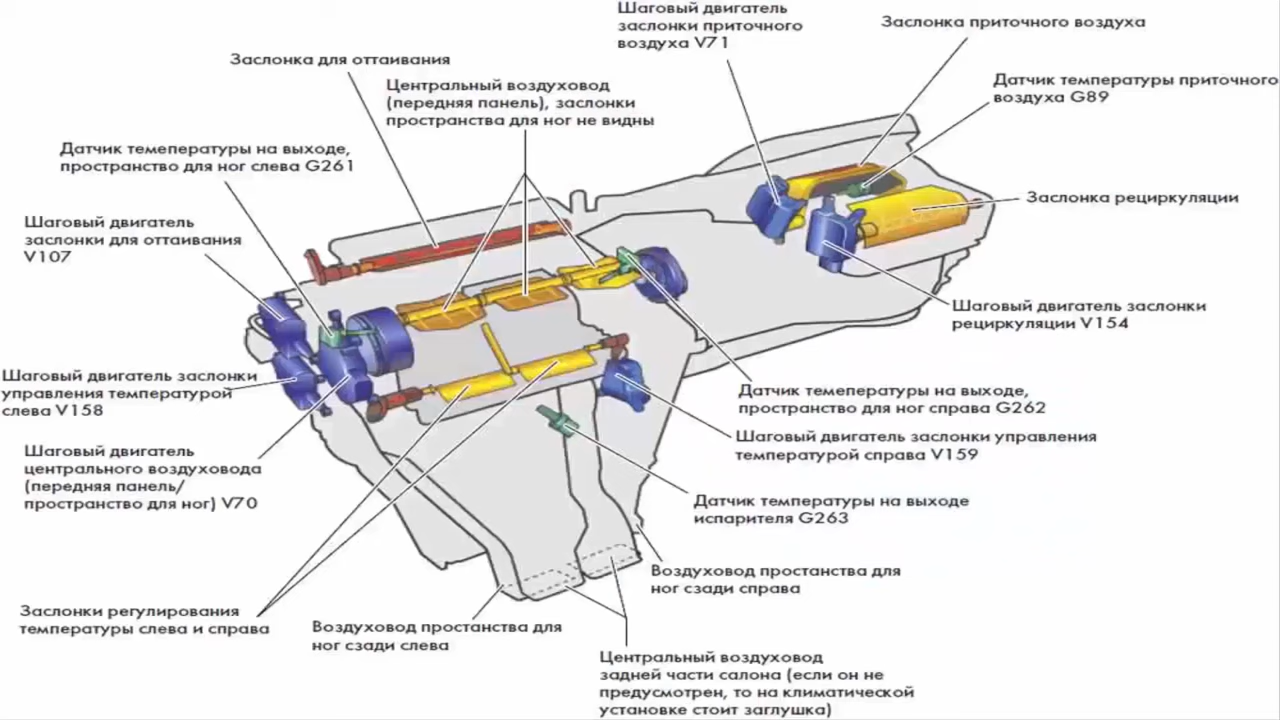 Шаговый двигатель
заслонки приточного
воздуха V71
Заслонка приточного воздуха
Заслонка для оттаивания
Центральный воздуховод
(передняя панель), заслонки
пространства для ног не видны
Датчик температуры приточного
воздуха G89
Датчик темепературы на выходе,
пространство для ног слева G261
Заслонка рециркуляции
Шаговый двигатель
заслонки для оттаивания
V107
Шаговый двигатель заслонки
рециркуляции V154
Шаговый двигатель заслонки
управления температурой
слева V158
Датчик темепературы на выходе,
пространство для ног справа G262
Шаговый двигатель заслонки управления
температурой справа V159
Шаговый двигатель
центрального воздуховода
(передняя панель/
пространство для ног) V70
Датчик температуры на выходе
испарителя G263
Воздуховод простанства для
ног сзади справа
Заслонки регулирования
температуры слева и справа
Воздуховод простанства для
ног сзади слева
Центральный воздуховод
задней части салона (если он не
предусмотрен, то на климатической
установке стоит заглушка)